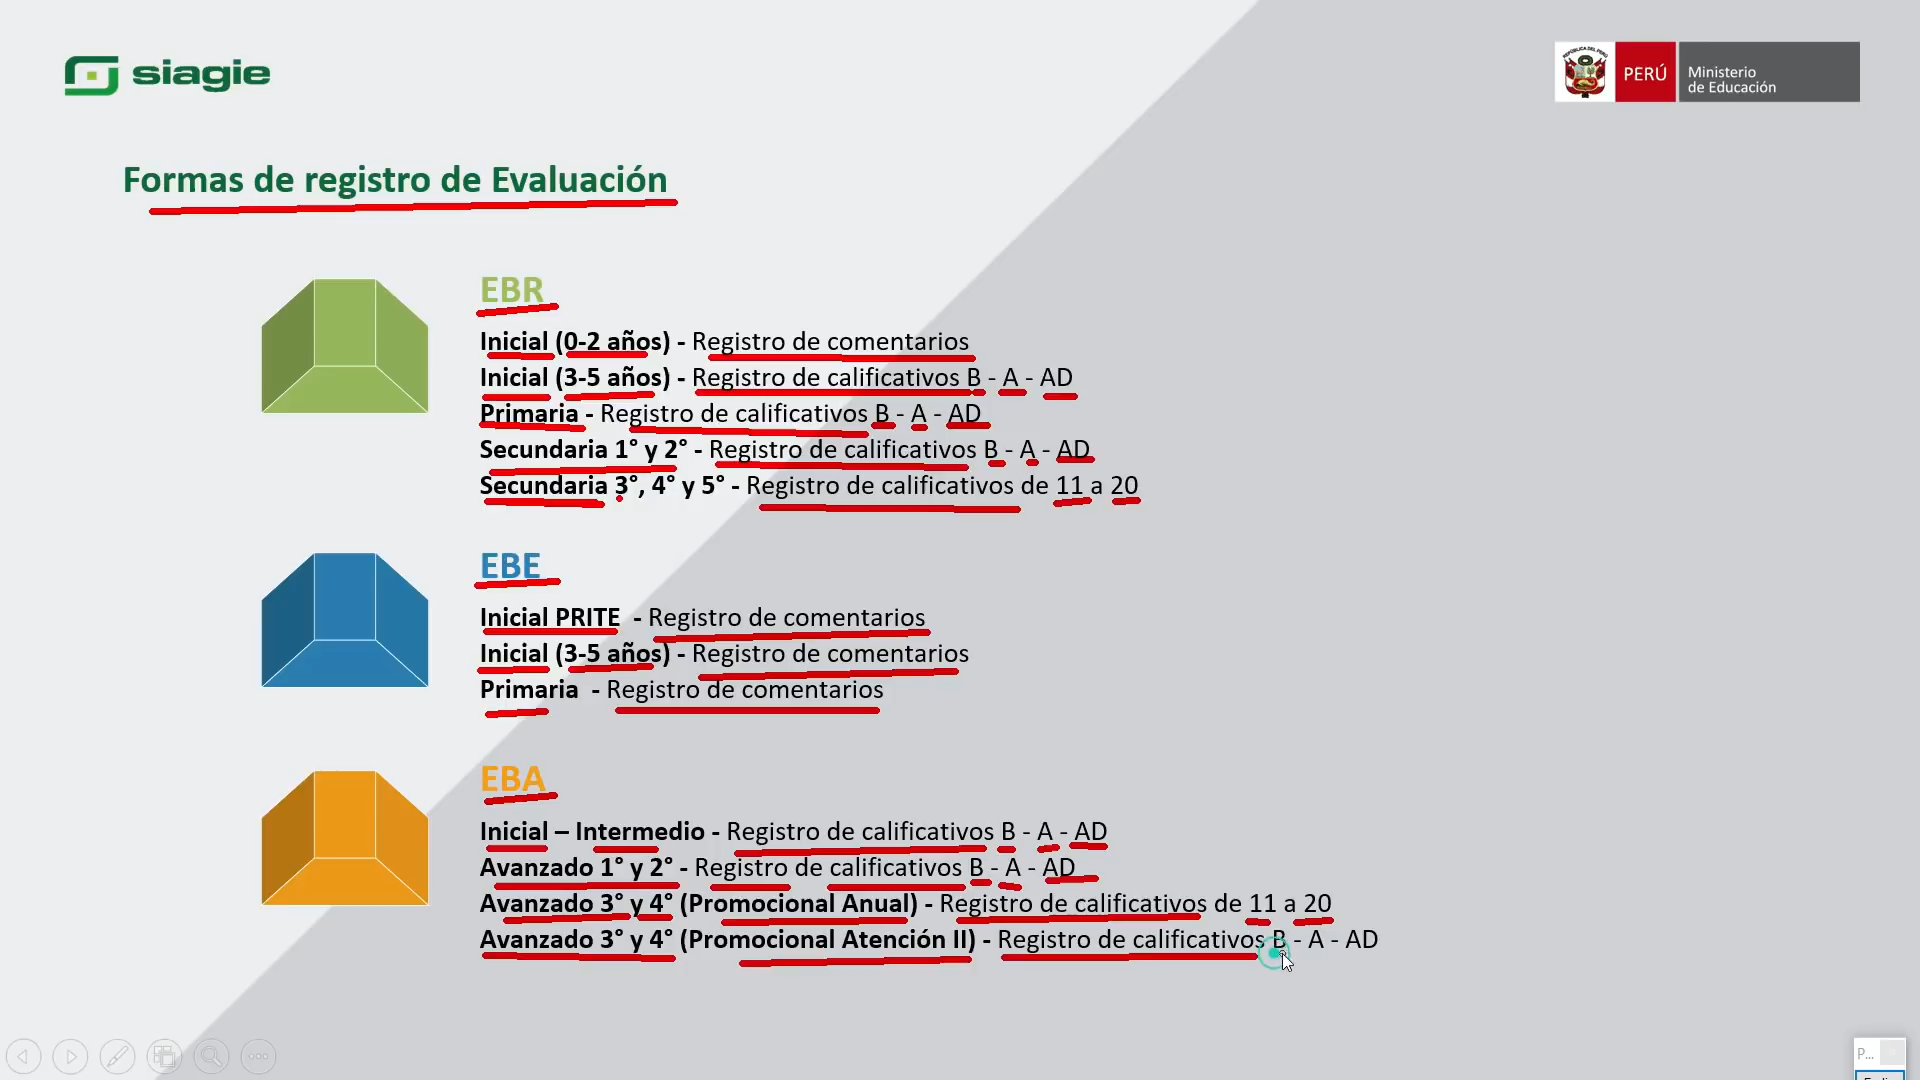 siagie
PERÚ
Ministerio
de Educación
Formas de registro de Evaluación
EBR
Inicial (0-2 años) - Registro de comentarios
Inicial (3-5 años) - Registro de calificativos B - A - AD
Primaria - Registro de calificativos B - A - AD
Secundaria 1° y 2° - Registro de calificativos B - A - AD
Secundaria 3°, 4° y 5° - Registro de calificativos de 11 a 20
EBE
Inicial PRITE - Registro de comentarios
Inicial (3-5 años) - Registro de comentarios
Primaria - Registro de comentarios
EBA
Inicial – Intermedio - Registro de calificativos B - A - AD
Avanzado 1° y 2° - Registro de calificativos B - A - AD
Avanzado 3° y 4° (Promocional Anual) - Registro de calificativos de 11 a 20
Avanzado 3° y 4° (Promocional Atención II) - Registro de calificativos B - A - AD
P...